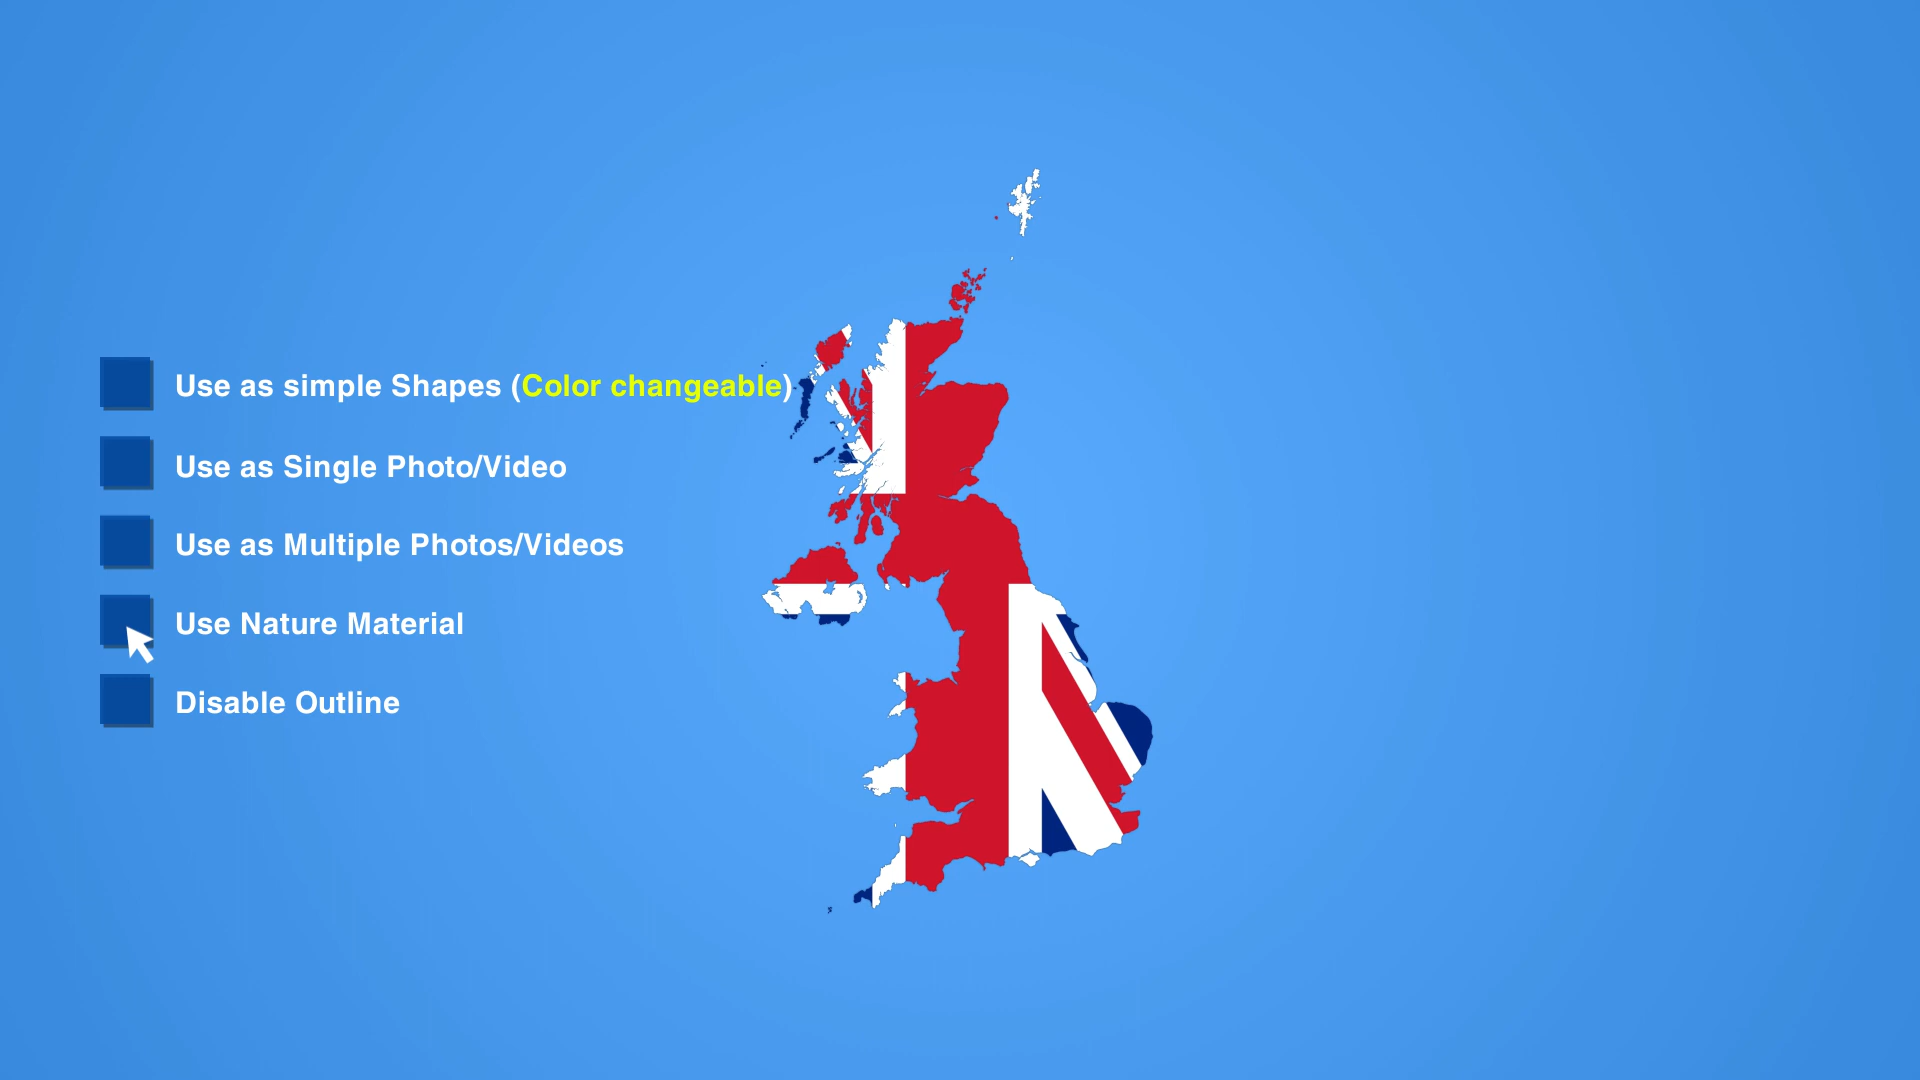 Use as simple Shapes (Color changeable)
Use as Single Photo/Video
Use as Multiple Photos/Videos
Use Nature Material
Disable Outline